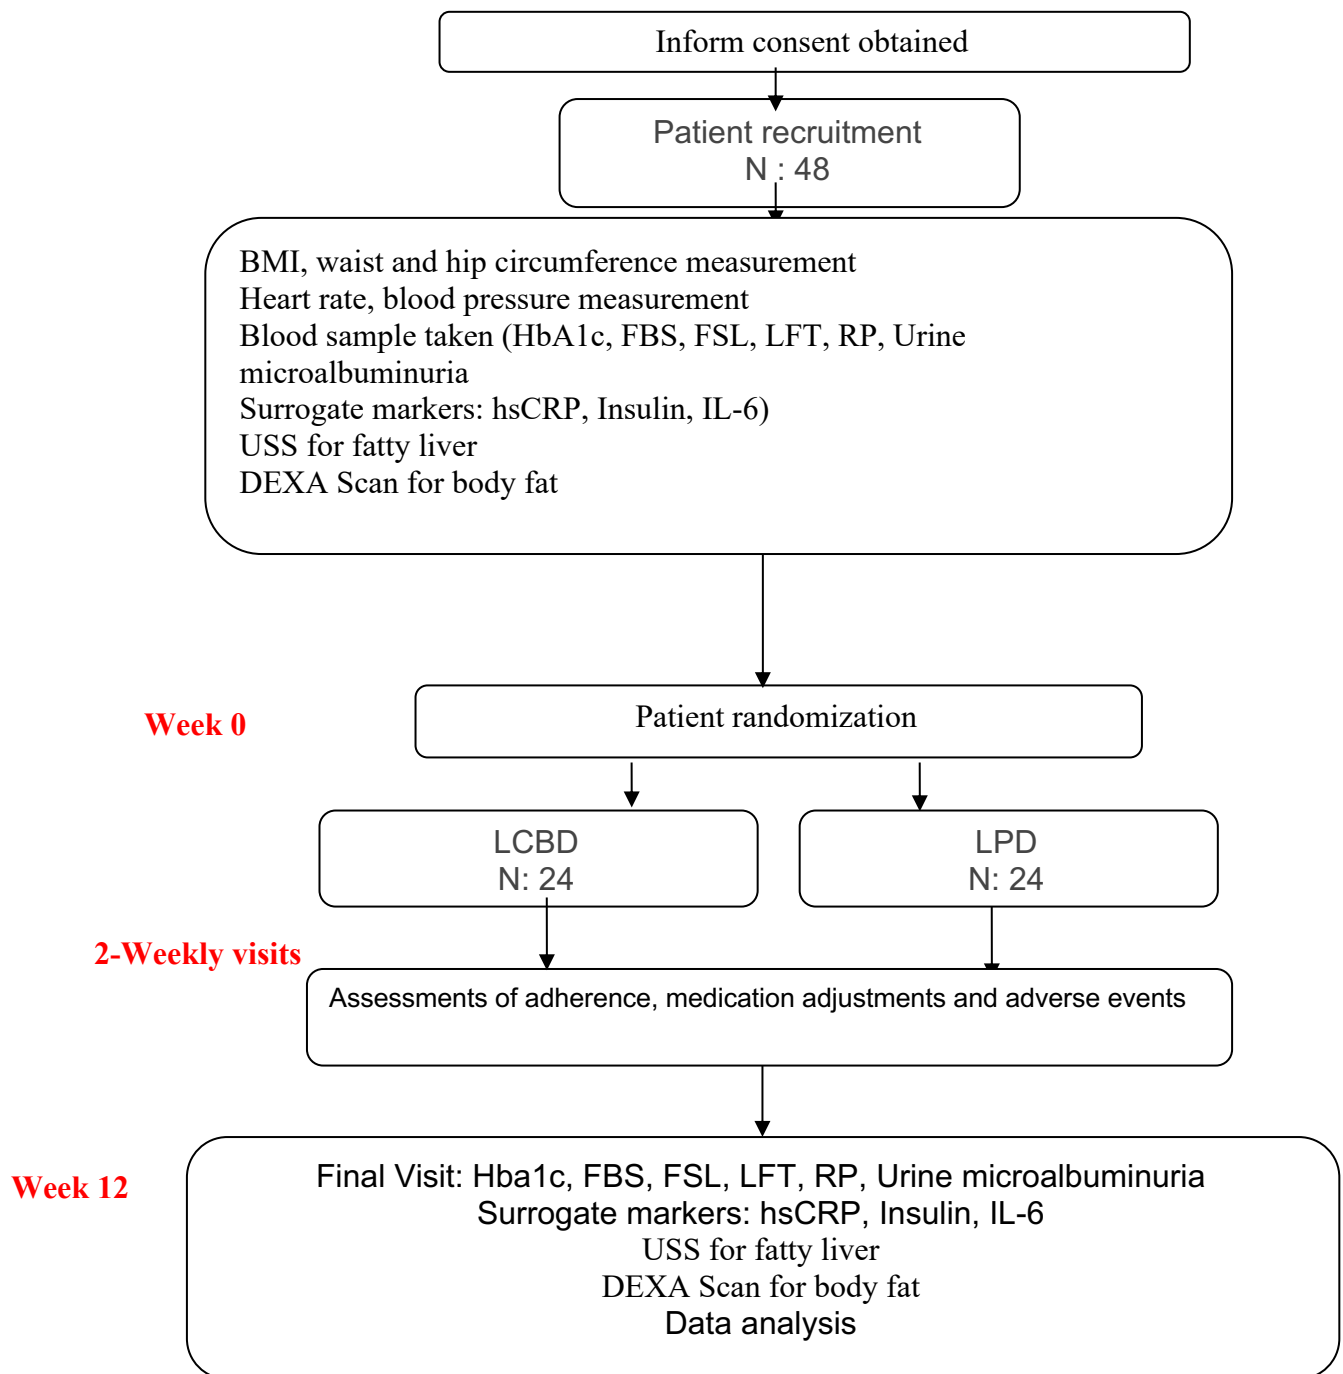 Inform consent obtained
Patient recruitment
N : 48
BMI, waist and hip circumference measurement
Heart rate, blood pressure measurement
Blood sample taken (HbA1c, FBS, FSL, LFT, RP, Urine
microalbuminuria
Surrogate markers: hsCRP, Insulin, IL-6)
USS for fatty liver
DEXA Scan for body fat
Week 0
Patient randomization
LCBD
N: 24
LPD
N: 24
2-Weekly visits
Assessments of adherence, medication adjustments and adverse events
Week 12
Final Visit: Hba1c, FBS, FSL, LFT, RP, Urine microalbuminuria
Surrogate markers: hsCRP, Insulin, IL-6
USS for fatty liver
DEXA Scan for body fat
Data analysis